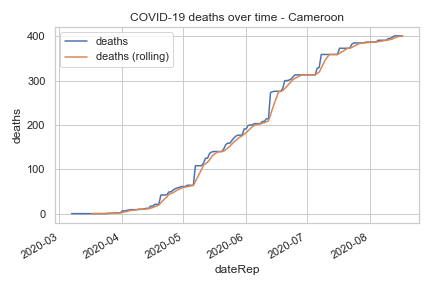 COVID-19 deaths over time - Cameroon
400
300
200
100
0
deaths
deaths
deaths (rolling)
2020-03
2020-04
2020-05
2020-06
2020-07
2020-08
dateRep